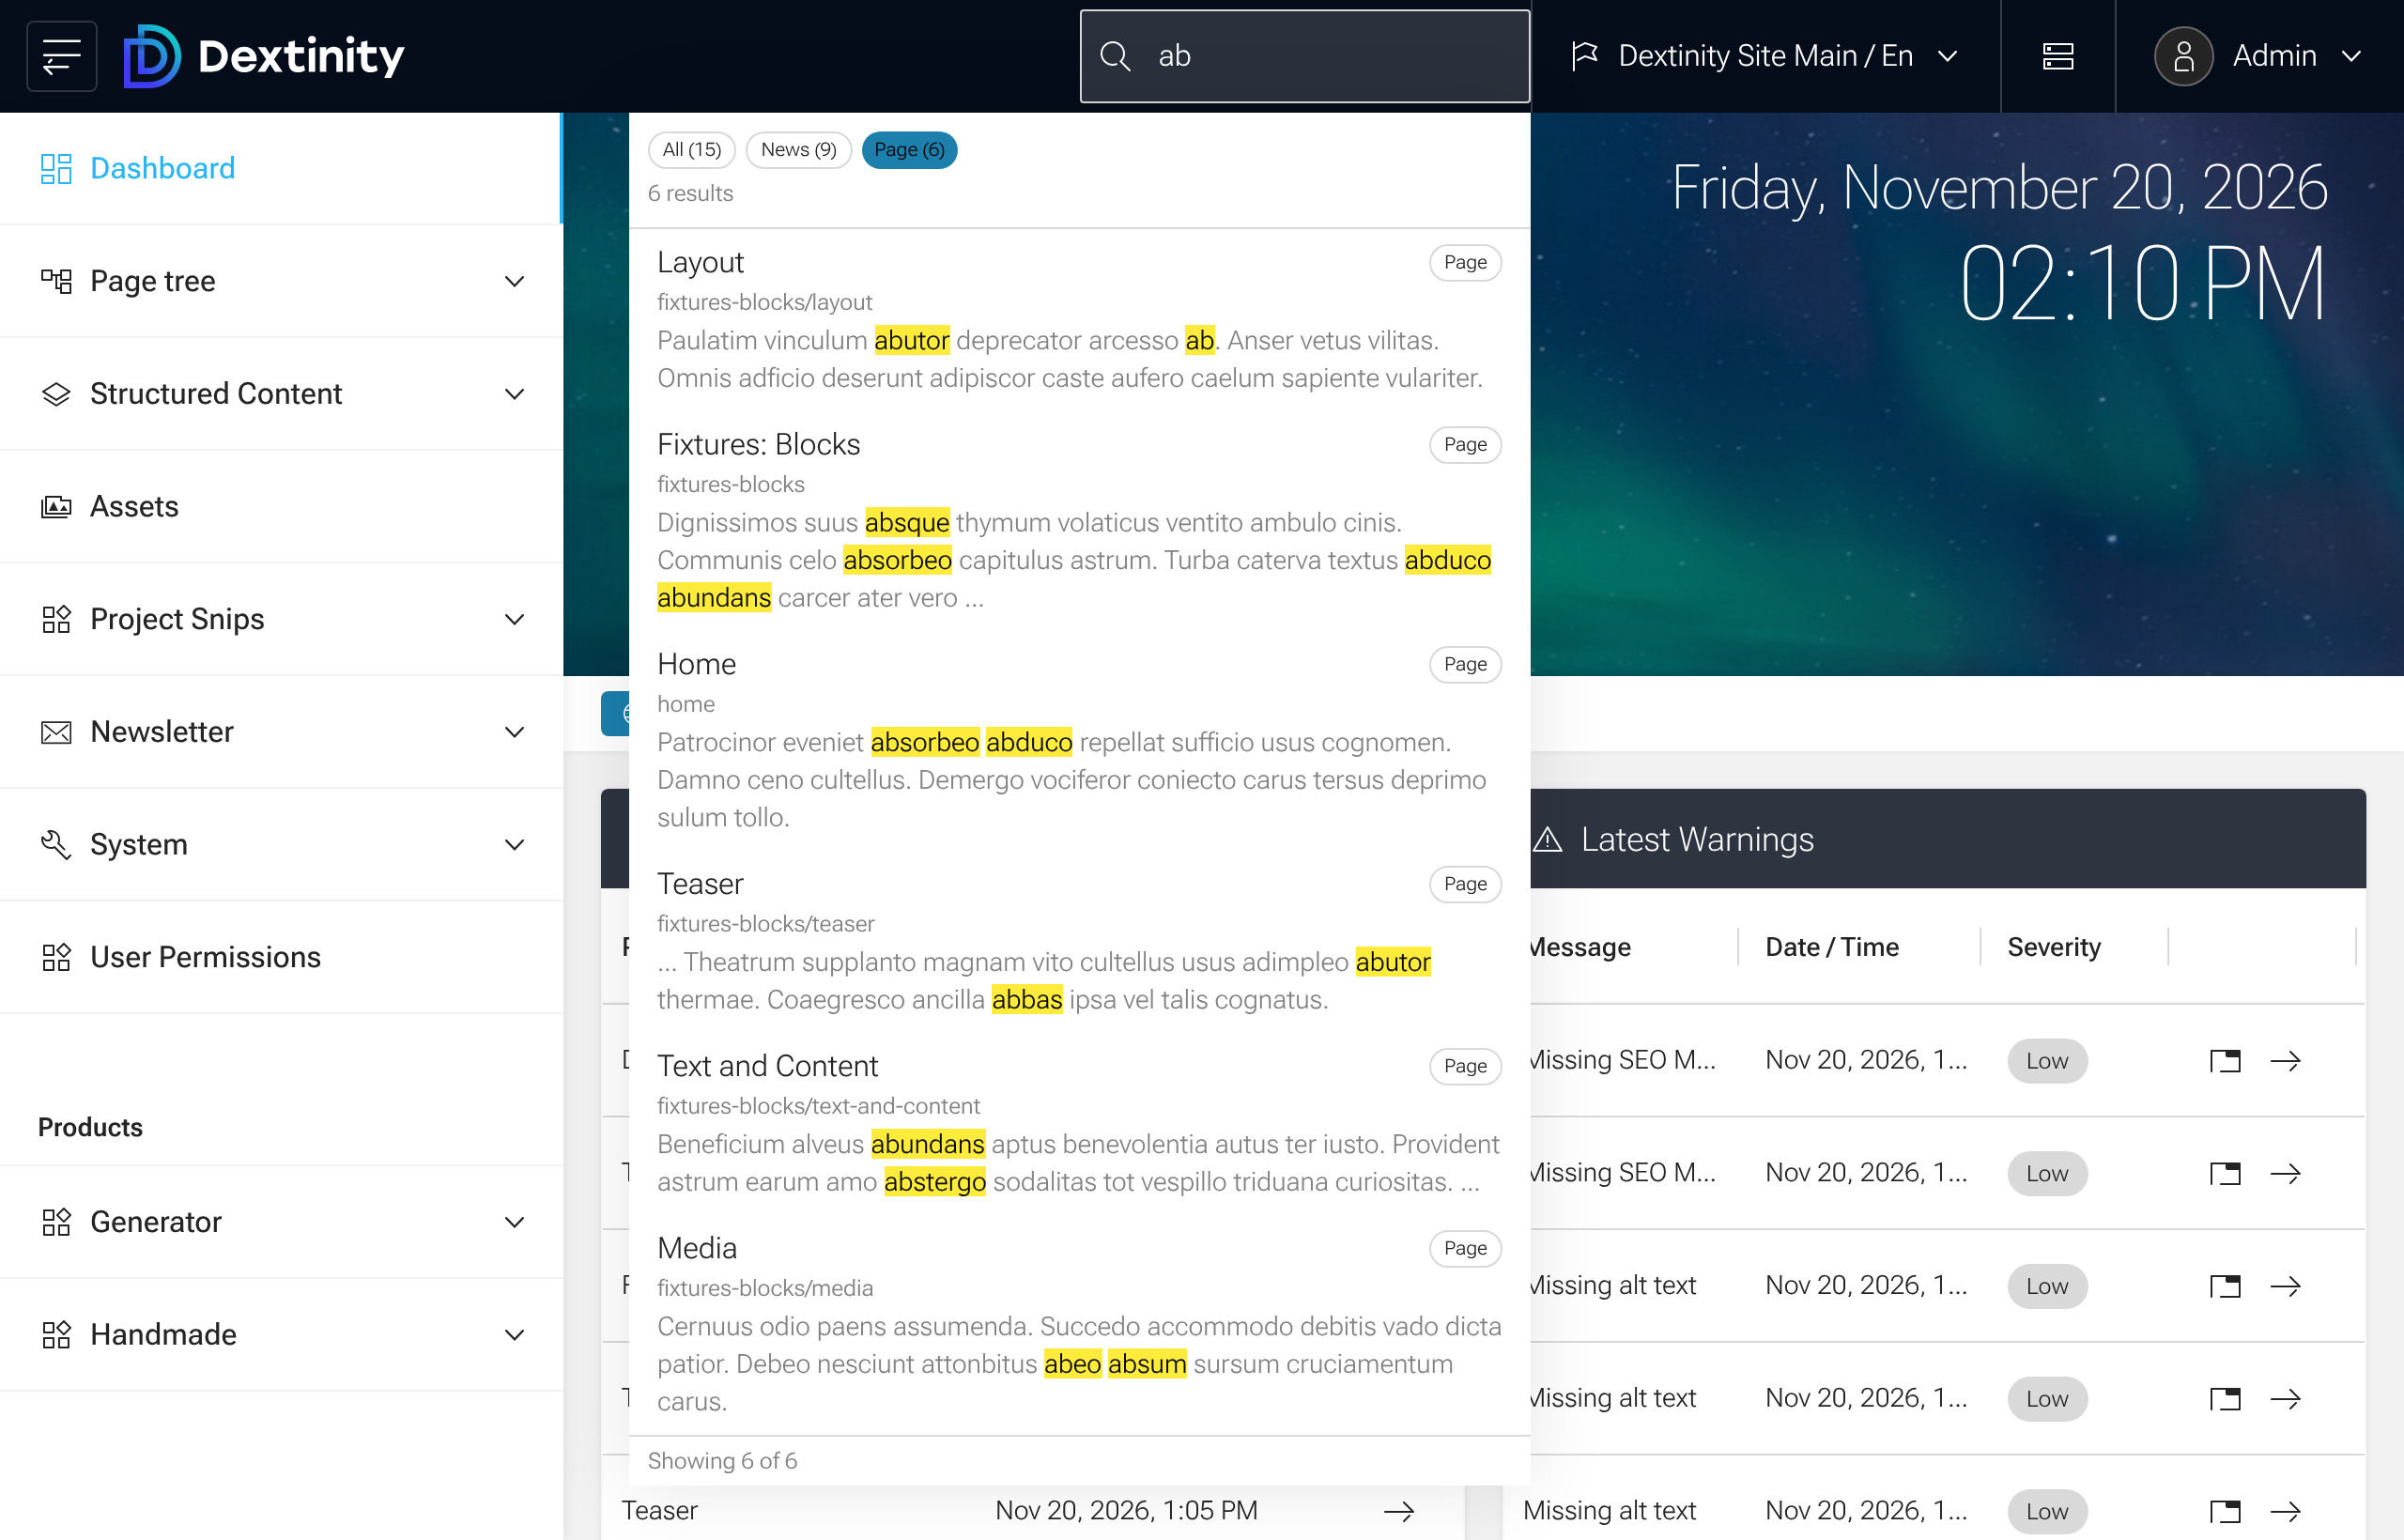 Dextinity
ab
Dextinity Site Main / En
Admin
Dashboard
Page tree
Structured Content
Assets
Project Snips
Newsletter
System
User Permissions
Products
Generator
Handmade
All (15)
News (9)
Page (6)
6 results
Layout
Page
fixtures-blocks/layout
Paulatim vinculum abutor deprecator arcesso ab. Anser vetus vilitas.
Omnis adficio deserunt adipiscor caste aufero caelum sapiente vulariter.
Fixtures: Blocks
Page
fixtures-blocks
Dignissimos suus absque thymum volaticus ventito ambulo cinis.
Communis celo absorbeo capitulus astrum. Turba caterva textus abduco
abundans carcer ater vero ...
Home
Page
home
Patrocinor eveniet absorbeo abduco repellat sufficio usus cognomen.
Damno ceno cultellus. Demergo vociferor coniecto carus tersus deprimo
sulum tollo.
Teaser
Page
fixtures-blocks/teaser
... Theatrum supplanto magnam vito cultellus usus adimpleo abutor
thermae. Coaegresco ancilla abbas ipsa vel talis cognatus.
Text and Content
Page
fixtures-blocks/text-and-content
Beneficium alveus abundans aptus benevolentia autus ter iusto. Provident
astrum earum amo abstergo sodalitas tot vespillo triduana curiositas. ...
Media
Page
fixtures-blocks/media
Cernuus odio paens assumenda. Succedo accommodo debitis vado dicta
patior. Debeo nesciunt attonbitus abeo absum sursum cruciamentum
carus.
Showing 6 of 6
Teaser
Nov 20, 2026, 1:05 PM
Friday, November 20, 2026
02:10 PM
Latest Warnings
Message
Date / Time
Severity
Missing SEO M...
Nov 20, 2026, 1...
Low
Missing SEO M...
Nov 20, 2026, 1...
Low
Missing alt text
Nov 20, 2026, 1...
Low
Missing alt text
Nov 20, 2026, 1...
Low
Missing alt text
Nov 20, 2026, 1...
Low